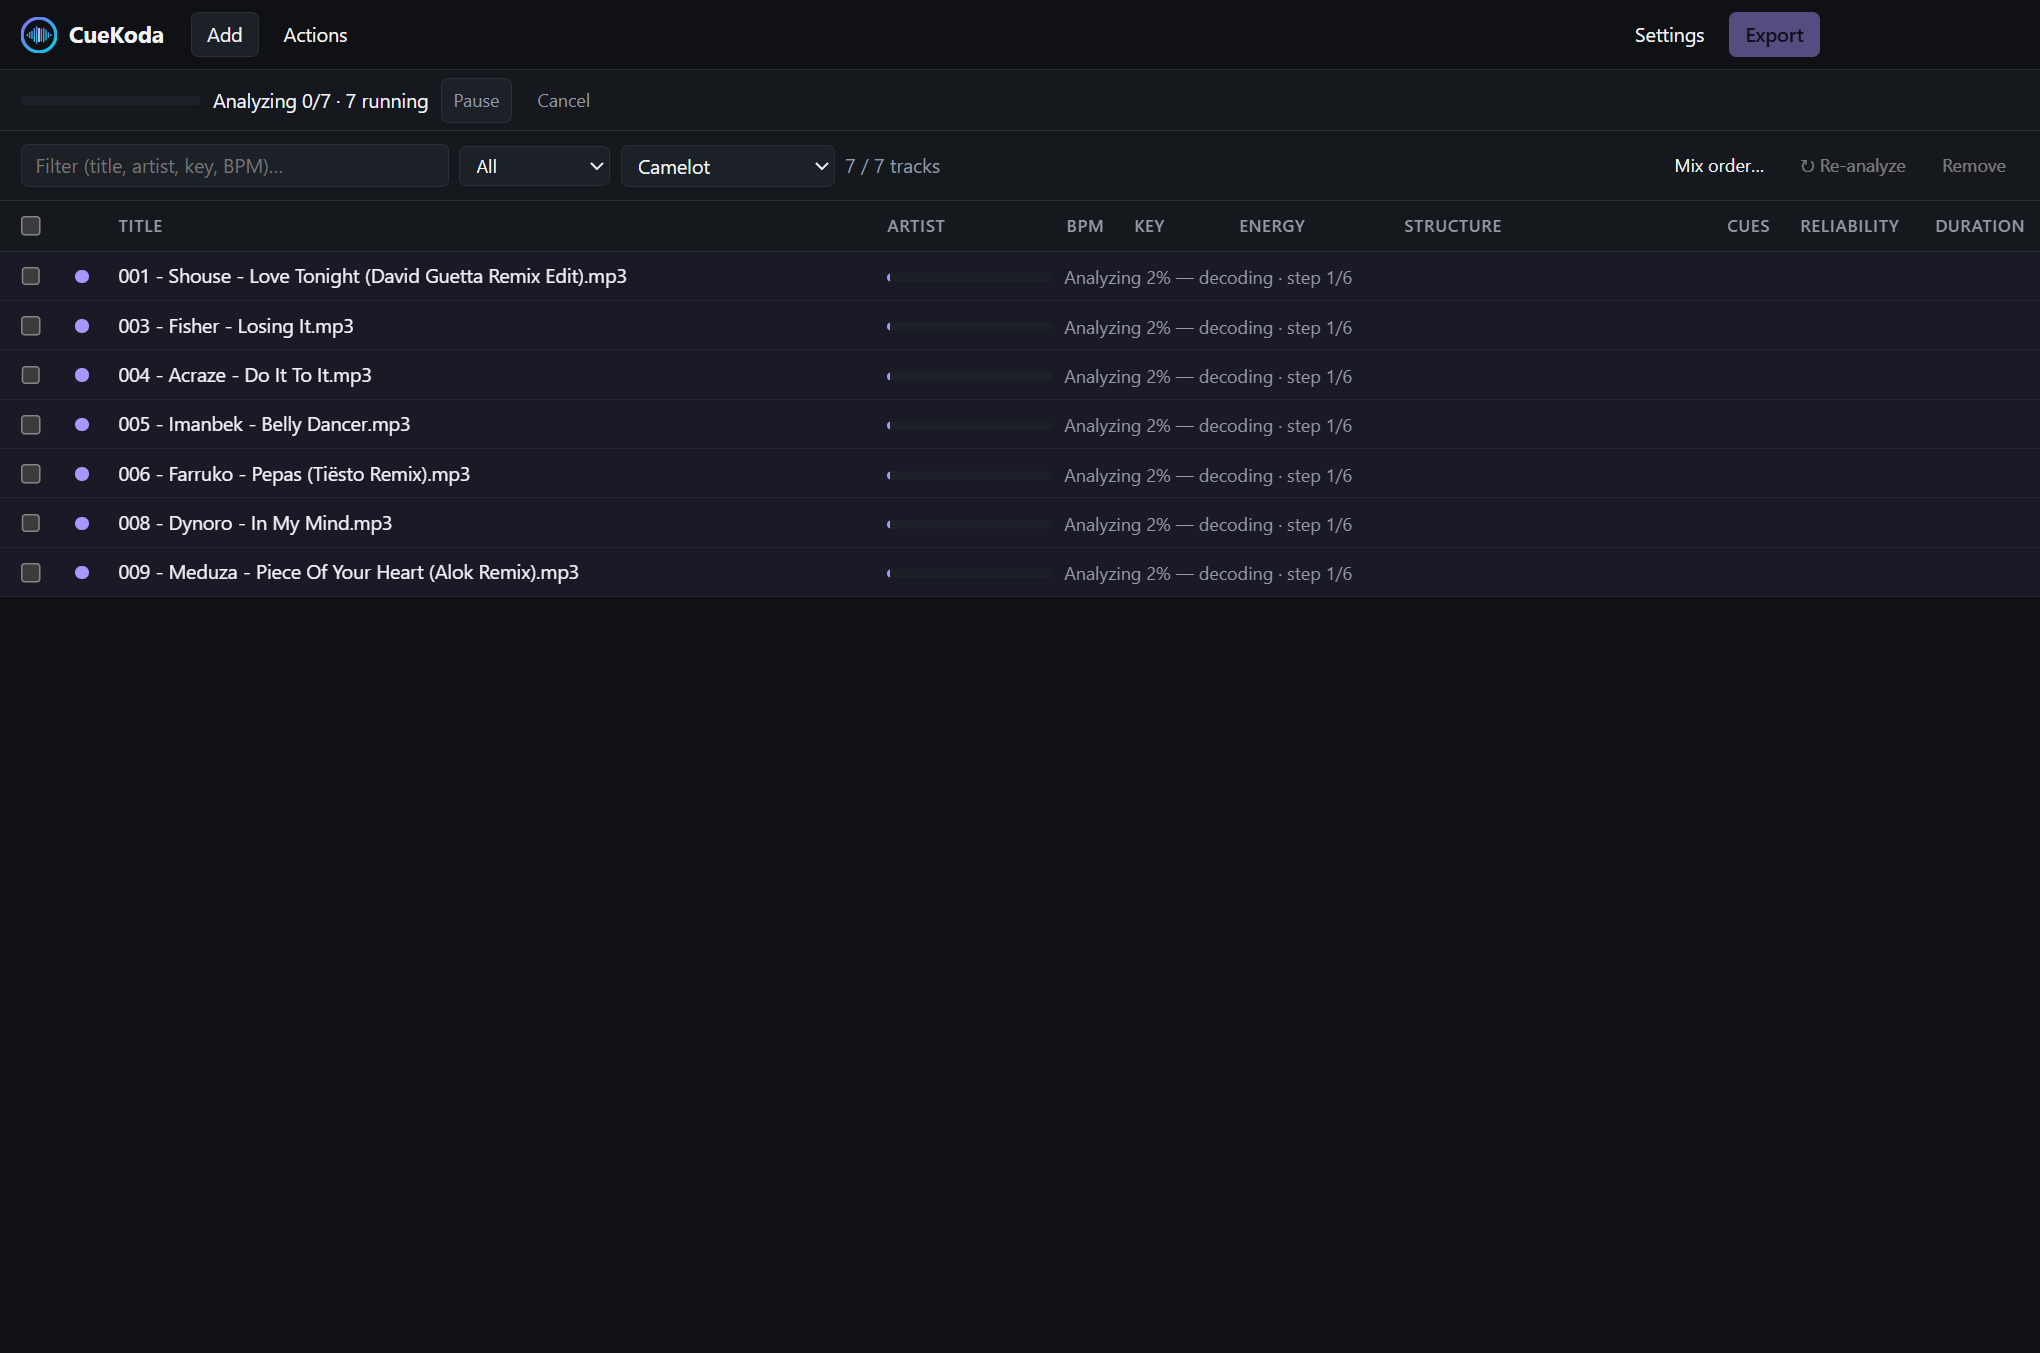 CueKoda Add Actions Settings Export
Analyzing 0/7 · 7 running Pause Cancel
Filter (title, artist, key, BPM)... All Camelot 7 / 7 tracks Mix order... ↻ Re-analyze Remove
TITLE ARTIST BPM KEY ENERGY STRUCTURE CUES RELIABILITY DURATION
001 - Shouse - Love Tonight (David Guetta Remix Edit).mp3 Analyzing 2% — decoding · step 1/6
003 - Fisher - Losing It.mp3 Analyzing 2% — decoding · step 1/6
004 - Acraze - Do It To It.mp3 Analyzing 2% — decoding · step 1/6
005 - Imanbek - Belly Dancer.mp3 Analyzing 2% — decoding · step 1/6
006 - Farruko - Pepas (Tiësto Remix).mp3 Analyzing 2% — decoding · step 1/6
008 - Dynoro - In My Mind.mp3 Analyzing 2% — decoding · step 1/6
009 - Meduza - Piece Of Your Heart (Alok Remix).mp3 Analyzing 2% — decoding · step 1/6